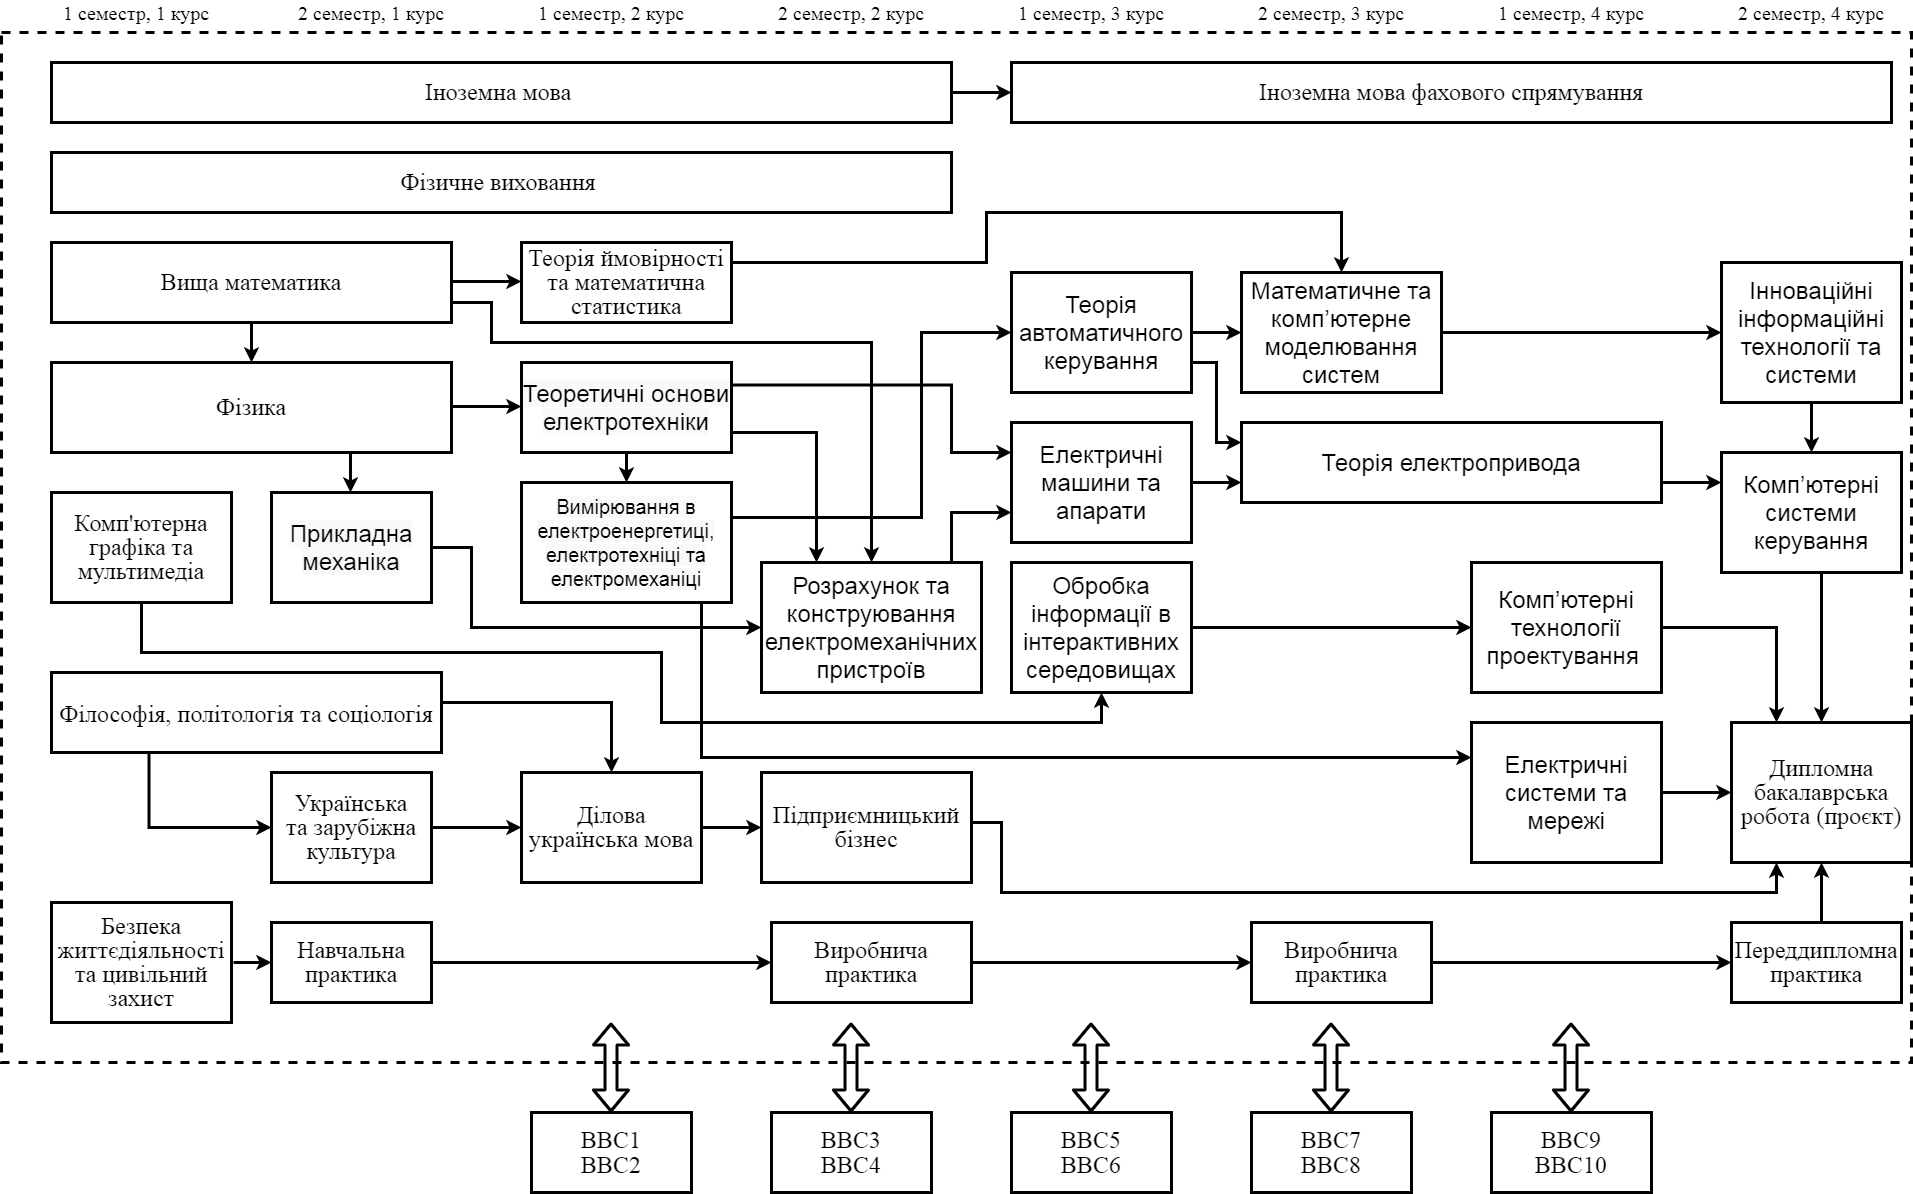 1 семестр, 1 курс
2 семестр, 1 курс
1 семестр, 2 курс
2 семестр, 2 курс
1 семестр, 3 курс
2 семестр, 3 курс
1 семестр, 4 курс
2 семестр, 4 курс
Іноземна мова
Іноземна мова фахового спрямування
Фізичне виховання
Вища математика
Теорія ймовірності
та математична
статистика
Теорія
автоматичного
керування
Математичне та
комп’ютерне
моделювання
систем
Інноваційні
інформаційні
технології та
системи
Фізика
Теоретичні основи
електротехніки
Електричні
машини та
апарати
Теорія електропривода
Комп’ютерні
системи
керування
Комп'ютерна
графіка та
мультимедіа
Прикладна
механіка
Вимірювання в
електроенергетиці,
електротехніці та
електромеханіці
Розрахунок та
конструювання
електромеханічних
пристроїв
Обробка
інформації в
інтерактивних
середовищах
Комп’ютерні
технології
проектування
Філософія, політологія та соціологія
Українська
та зарубіжна
культура
Ділова
українська мова
Підприємницький
бізнес
Електричні
системи та
мережі
Дипломна
бакалаврська
робота (проєкт)
Безпека
життєдіяльності
та цивільний
захист
Навчальна
практика
Виробнича
практика
Виробнича
практика
Переддипломна
практика
ВВС1
ВВС2
ВВС3
ВВС4
ВВС5
ВВС6
ВВС7
ВВС8
ВВС9
ВВС10